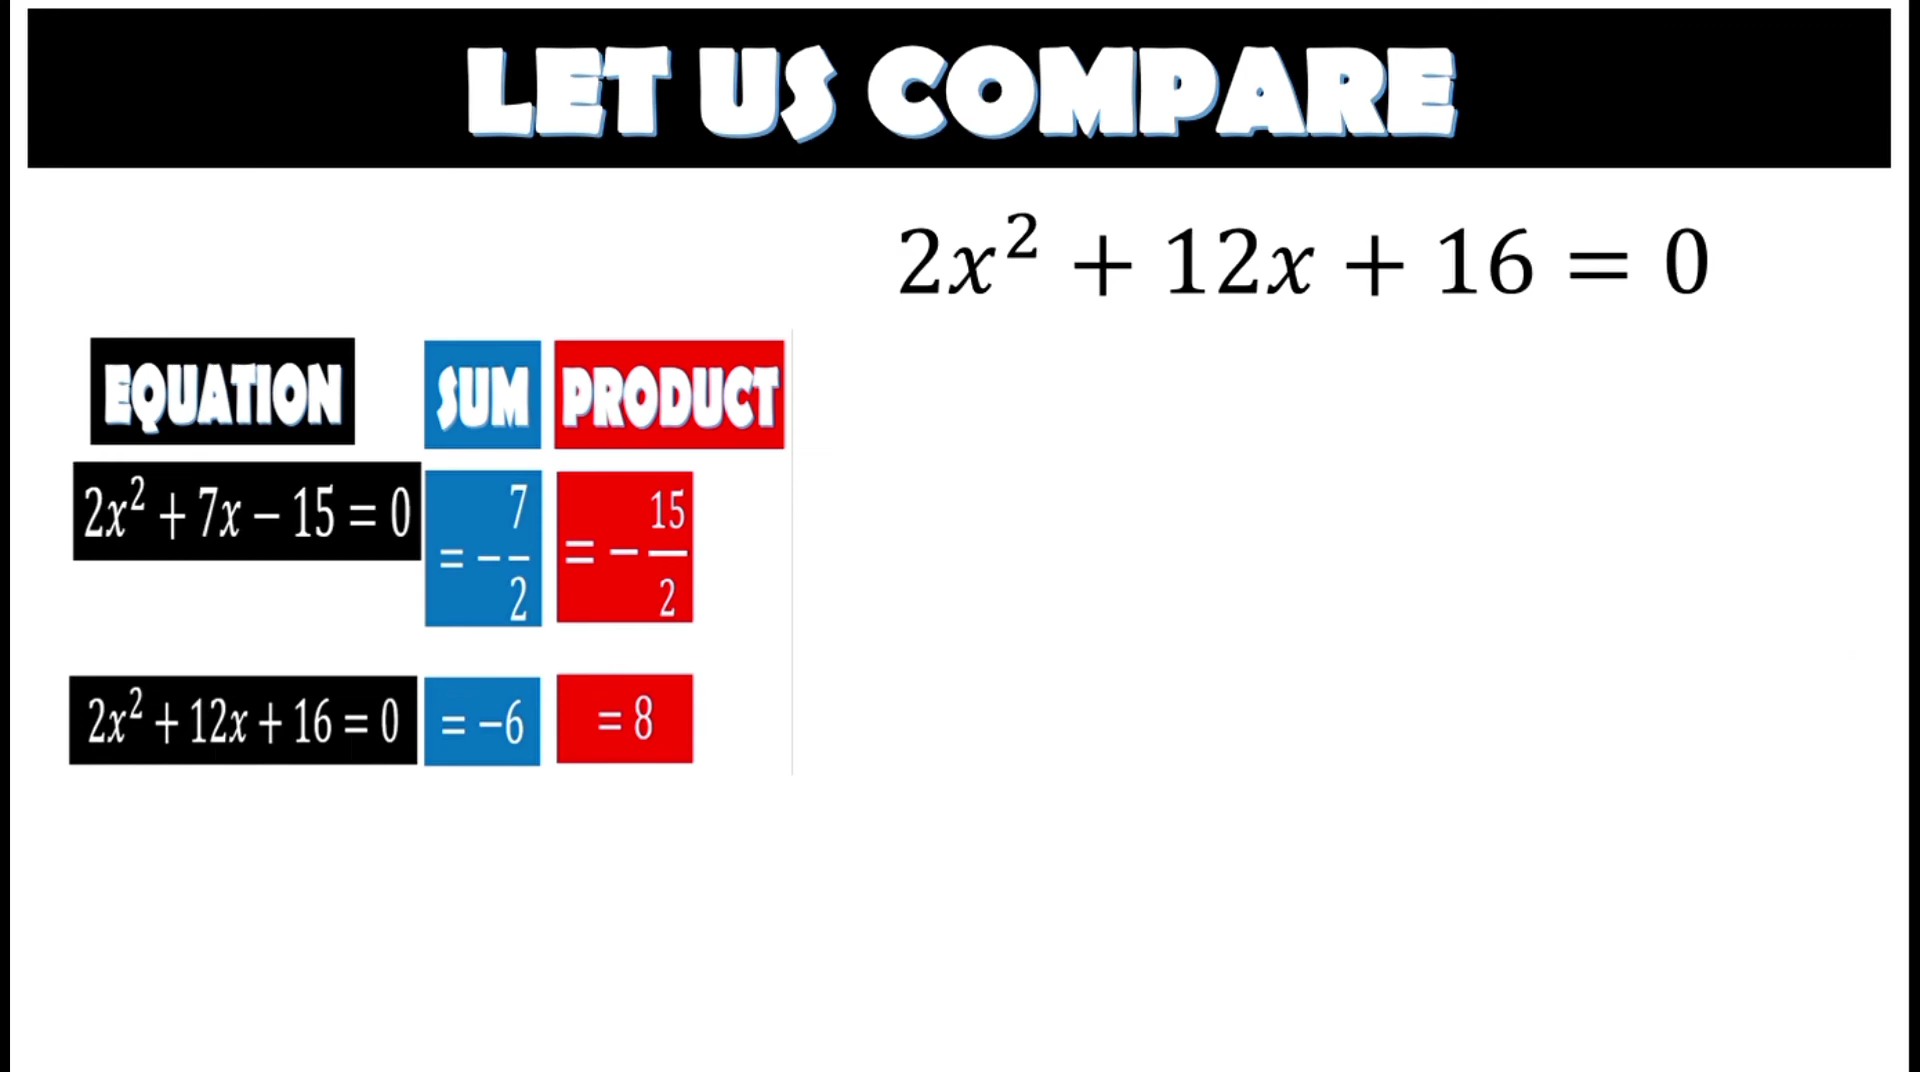 LET US COMPARE
2x² + 12x + 16 = 0
EQUATION SUM PRODUCT
2x² + 7x − 15 = 0 = −7/2 = −15/2
2x² + 12x + 16 = 0 = −6 = 8